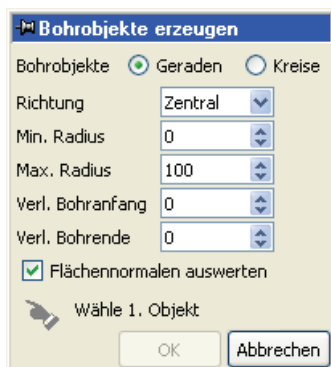 Bohrobjekte erzeugen
Bohrobjekte Geraden Kreise
Richtung Zentral
Min. Radius 0
Max. Radius 100
Verl. Bohranfang 0
Verl. Bohrende 0
Flächennormalen auswerten
Wähle 1. Objekt
OK Abbrechen